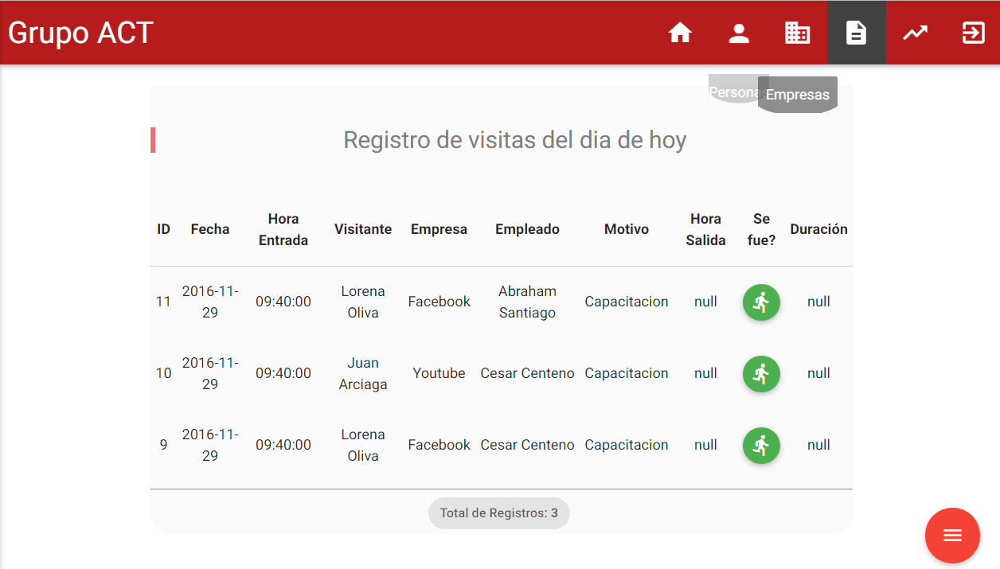 Grupo ACT
Personas Empresas
Registro de visitas del dia de hoy
ID Fecha Hora Entrada Visitante Empresa Empleado Motivo Hora Salida Se fue? Duración
11 2016-11-29 09:40:00 Lorena Oliva Facebook Abraham Santiago Capacitacion null null
10 2016-11-29 09:40:00 Juan Arciaga Youtube Cesar Centeno Capacitacion null null
9 2016-11-29 09:40:00 Lorena Oliva Facebook Cesar Centeno Capacitacion null null
Total de Registros: 3